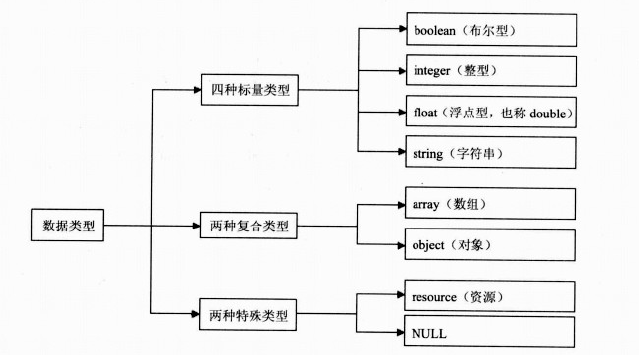 数据类型
四种标量类型
boolean（布尔型）
integer（整型）
float（浮点型，也称 double）
string（字符串）
两种复合类型
array（数组）
object（对象）
两种特殊类型
resource（资源）
NULL